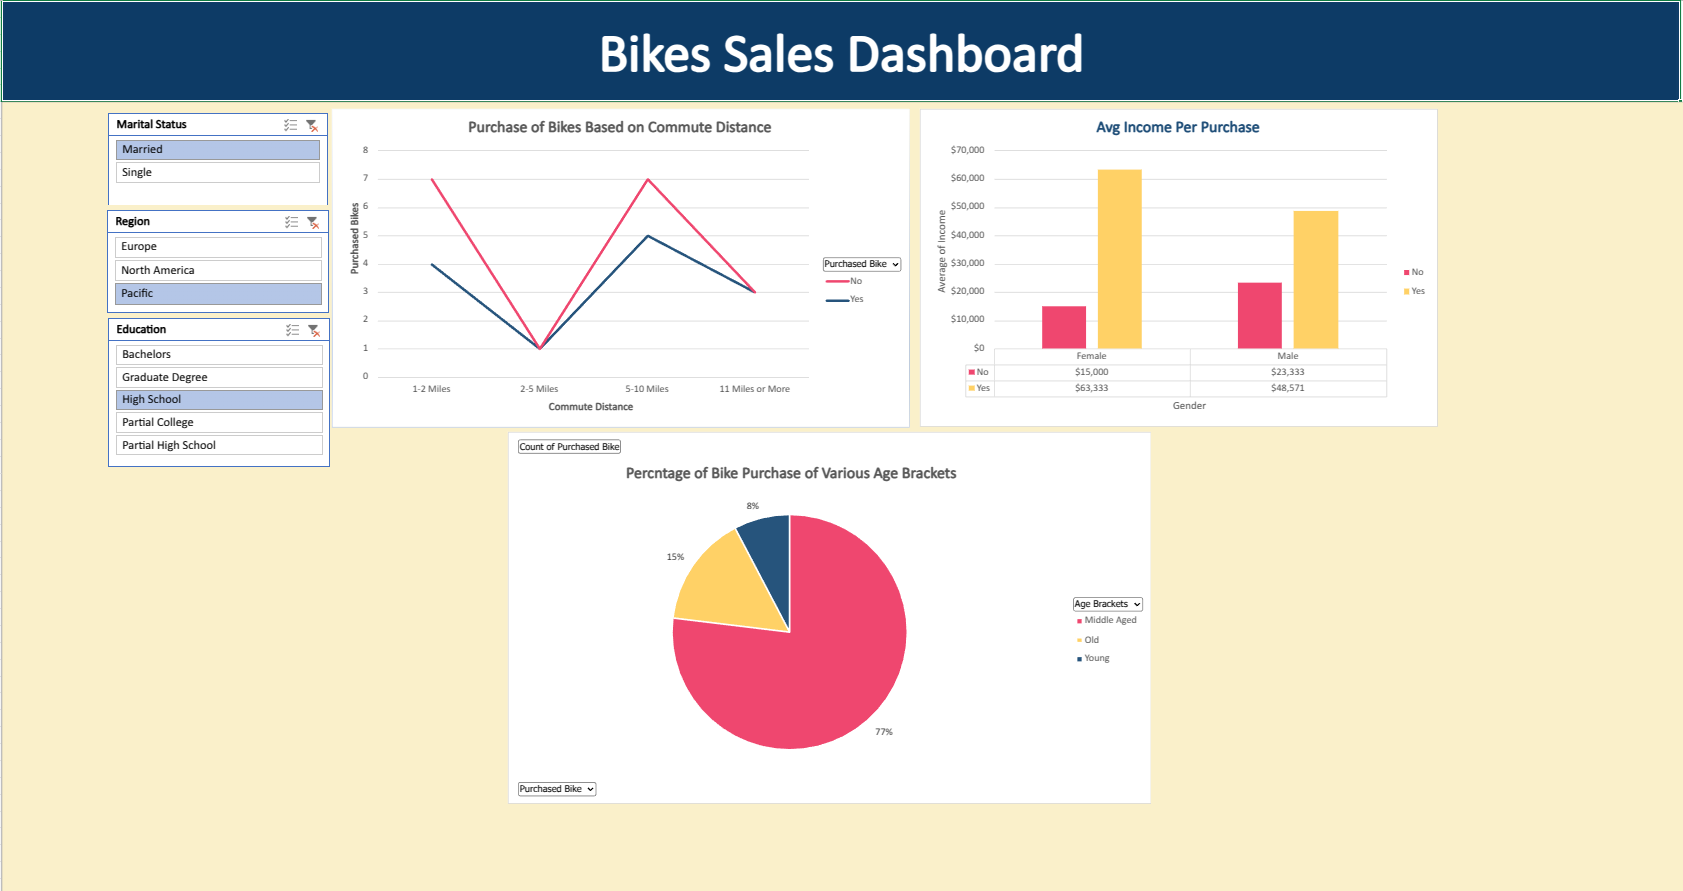 Bikes Sales Dashboard
Marital Status
Married
Single
Region
Europe
North America
Pacific
Education
Bachelors
Graduate Degree
High School
Partial College
Partial High School
Purchase of Bikes Based on Commute Distance
Purchased Bikes
8
7
6
5
4
3
2
1
0
1-2 Miles 2-5 Miles 5-10 Miles 11 Miles or More
Commute Distance
Purchased Bike
No
Yes
Avg Income Per Purchase
Average of Income
$70,000
$60,000
$50,000
$40,000
$30,000
$20,000
$10,000
$0
Female Male
No $15,000 $23,333
Yes $63,333 $48,571
Gender
No
Yes
Count of Purchased Bike
Percntage of Bike Purchase of Various Age Brackets
8%
15%
77%
Age Brackets
Middle Aged
Old
Young
Purchased Bike